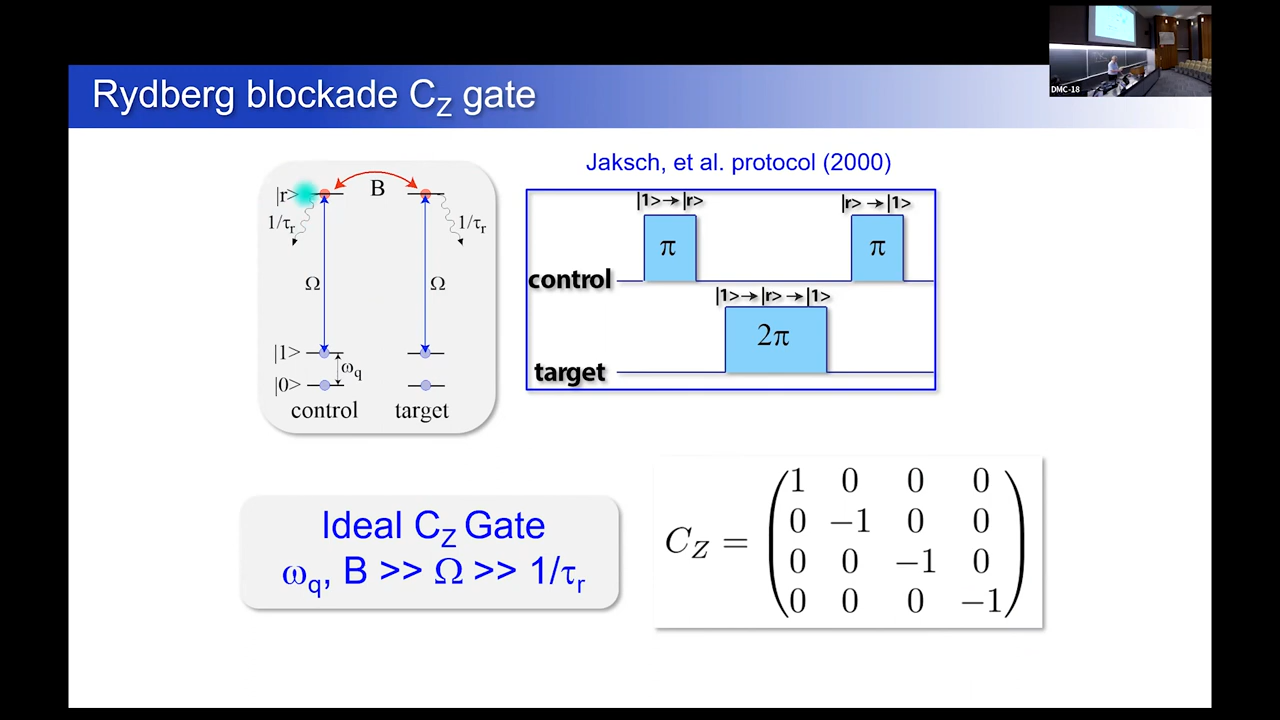 Rydberg blockade C_Z gate
DMC-18
Jaksch, et al. protocol (2000)
|r>
B
1/τ_r
1/τ_r
Ω
Ω
|1>
ω_q
|0>
control target
|1>→|r>
|r>→|1>
π
π
control
|1>→|r>→|1>
2π
target
Ideal C_Z Gate
ω_q, B >> Ω >> 1/τ_r
C_Z =
1 0 0 0
0 −1 0 0
0 0 −1 0
0 0 0 −1